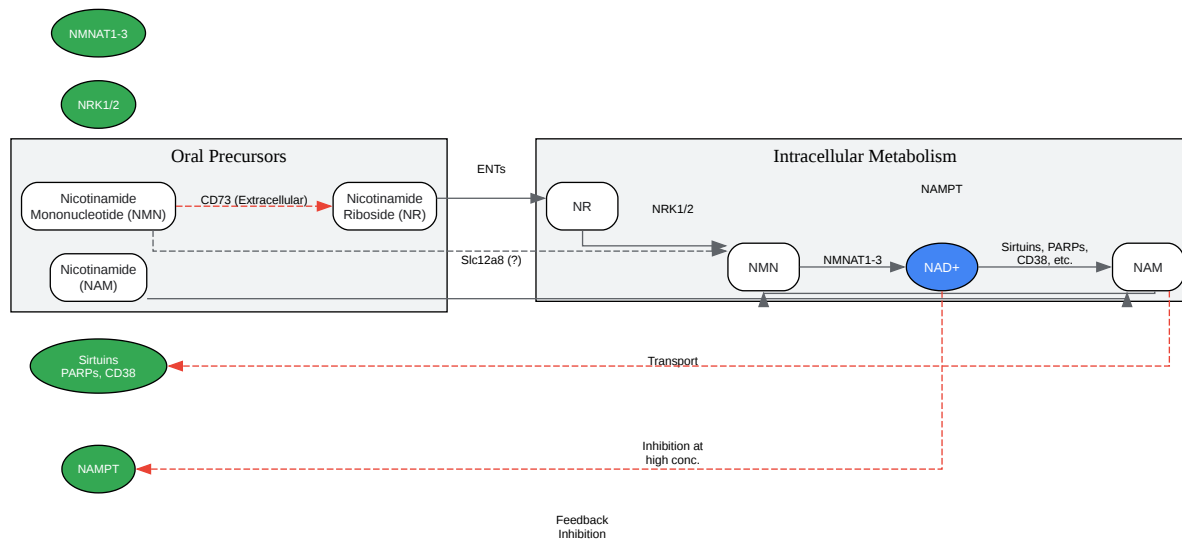 NMNAT1-3
NRK1/2
Oral Precursors
Intracellular Metabolism
ENTs
NAMPT
Nicotinamide
Mononucleotide (NMN)
CD73 (Extracellular)
Nicotinamide
Riboside (NR)
NR
NRK1/2
Slc12a8 (?)
Nicotinamide
(NAM)
NMN
NMNAT1-3
NAD+
Sirtuins, PARPs,
CD38, etc.
NAM
Sirtuins
PARPs, CD38
Transport
Inhibition at
high conc.
NAMPT
Feedback
Inhibition